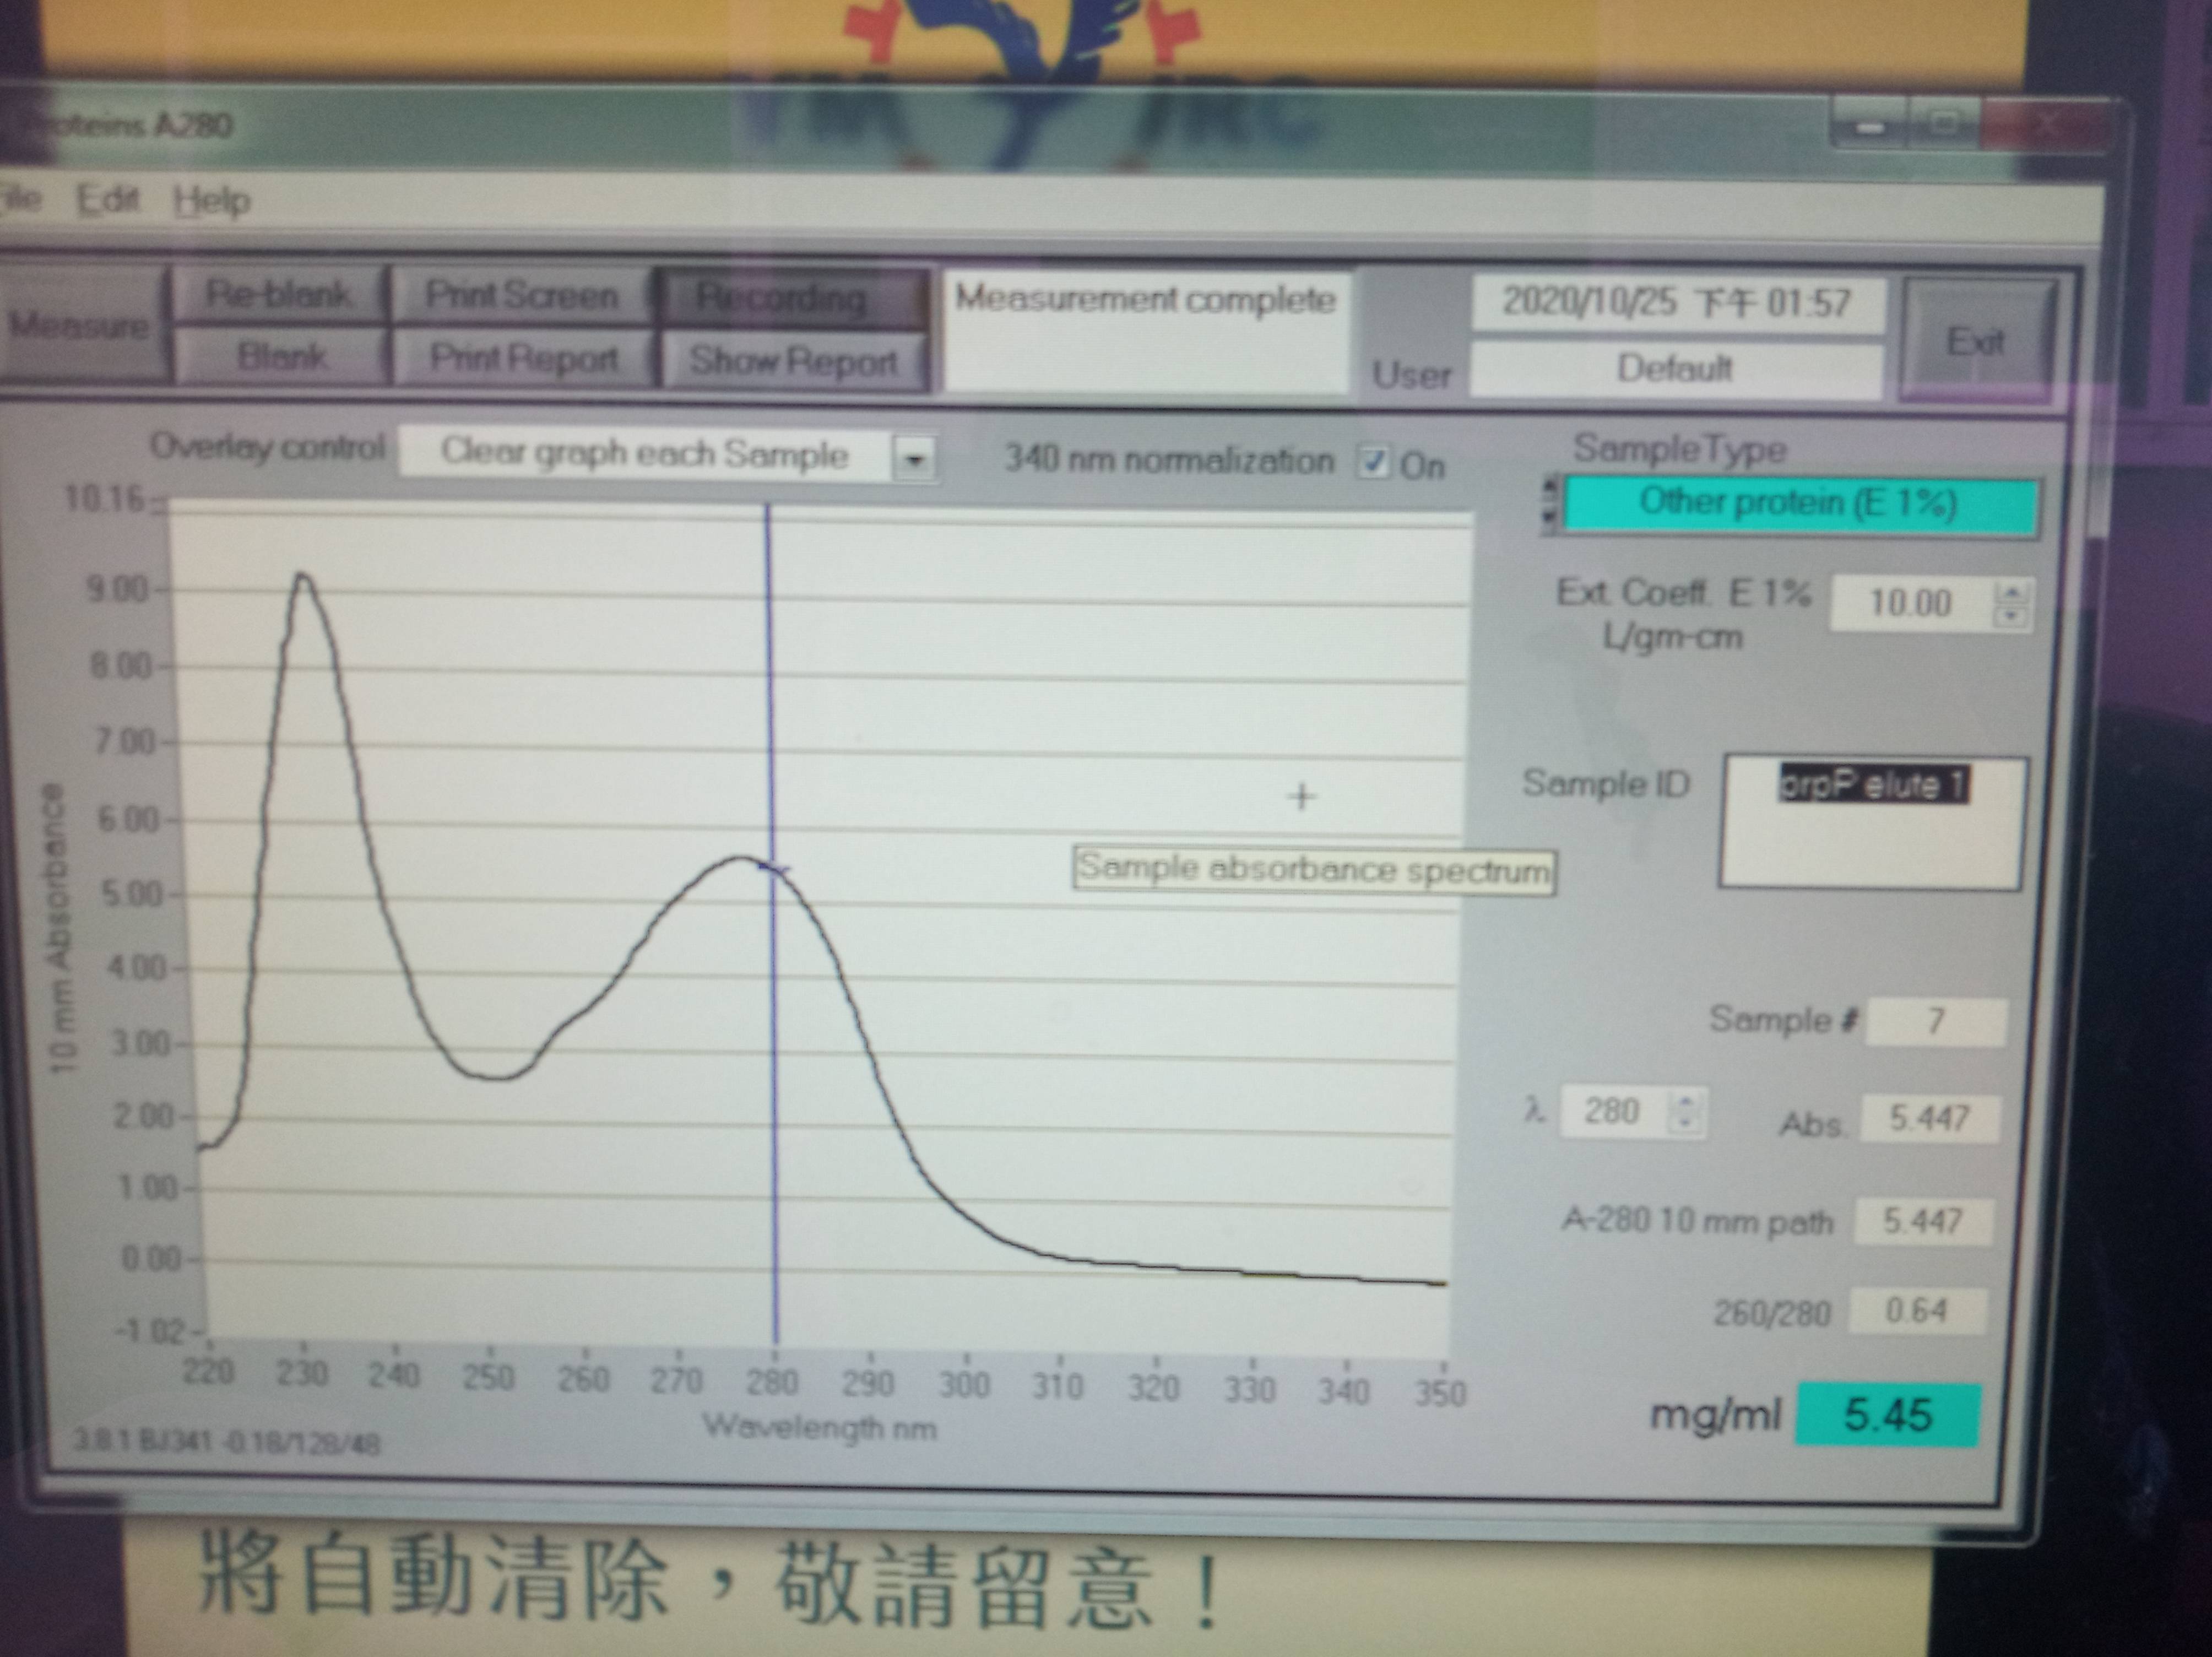 Proteins A280
File Edit Help
Measure
Re-blank
Print Screen
Recording
Measurement complete
2020/10/25 下午 01:57
Exit
Blank
Print Report
Show Report
User
Default
Overlay control
Clear graph each Sample
340 nm normalization
On
Sample Type
Other protein (E 1%)
Ext. Coeff. E 1%
10.00
L/gm-cm
Sample ID
prpP elute 1
Sample absorbance spectrum
10 mm Absorbance
10.16
9.00
8.00
7.00
6.00
5.00
4.00
3.00
2.00
1.00
0.00
-1.02
220 230 240 250 260 270 280 290 300 310 320 330 340 350
Wavelength nm
Sample # 7
λ 280
Abs. 5.447
A-280 10 mm path 5.447
260/280 0.64
mg/ml 5.45
3.8.1 BJ341 -0.18/128/48
將自動清除，敬請留意！